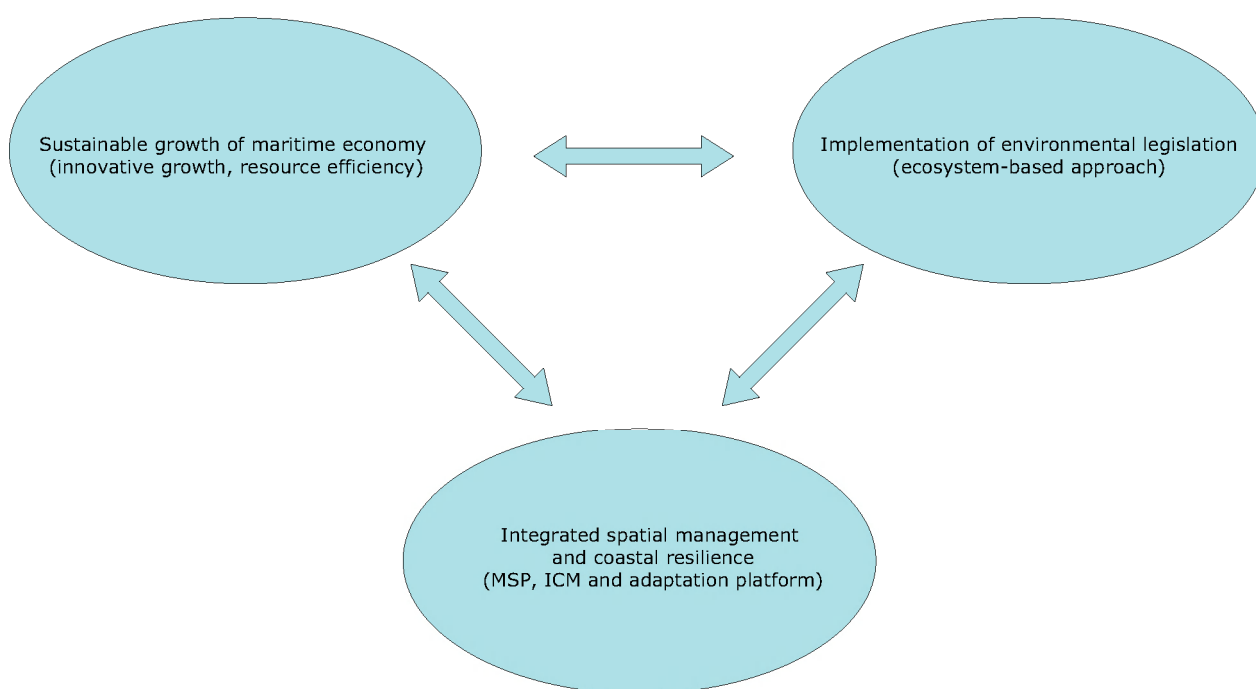 Sustainable growth of maritime economy
(innovative growth, resource efficiency)
Implementation of environmental legislation
(ecosystem-based approach)
Integrated spatial management
and coastal resilience
(MSP, ICM and adaptation platform)